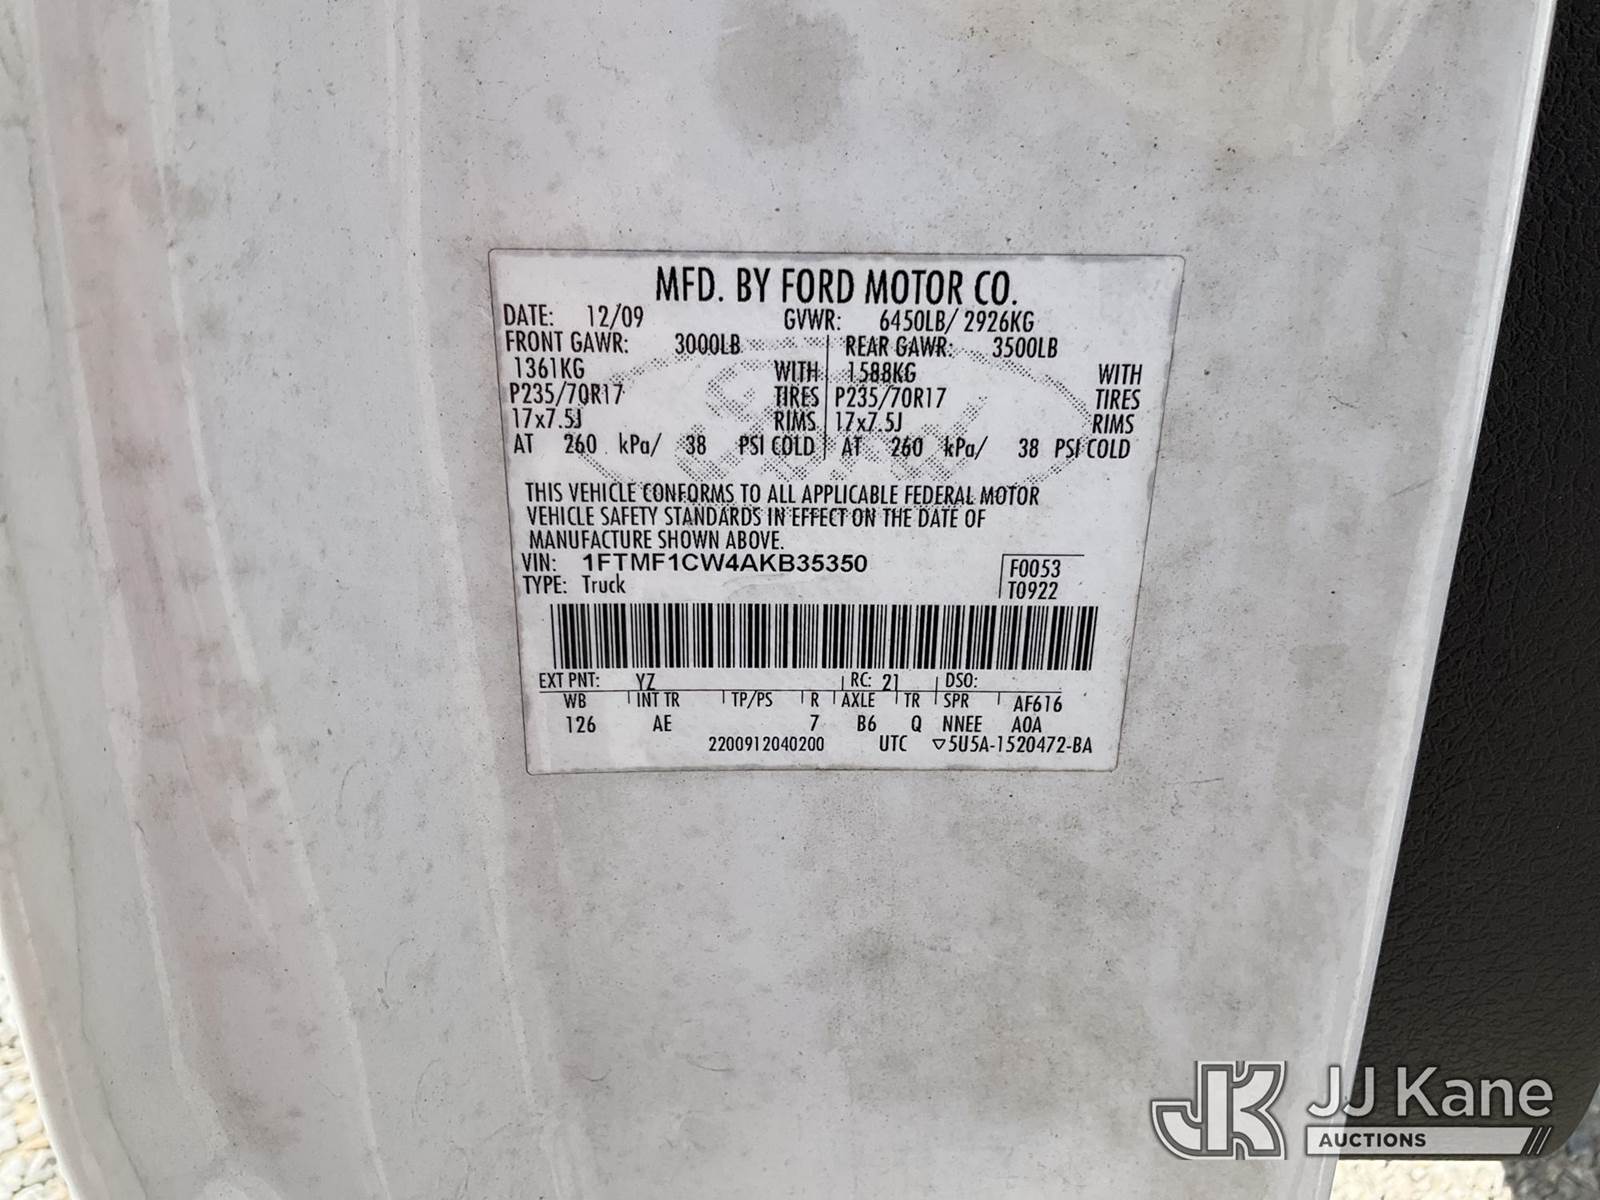 MFD. BY FORD MOTOR CO.
DATE: 12/09 GVWR: 6450LB/ 2926KG
FRONT GAWR: 3000LB REAR GAWR: 3500LB
1361KG WITH 1588KG WITH
P235/70R17 TIRES P235/70R17 TIRES
17x7.5J RIMS 17x7.5J RIMS
AT 260 kPa/ 38 PSI COLD AT 260 kPa/ 38 PSI COLD
THIS VEHICLE CONFORMS TO ALL APPLICABLE FEDERAL MOTOR
VEHICLE SAFETY STANDARDS IN EFFECT ON THE DATE OF
MANUFACTURE SHOWN ABOVE.
VIN: 1FTMF1CW4AKB35350 F0053
TYPE: Truck T0922
EXT PNT: YZ RC: 21 DSO:
WB INT TR TP/PS R AXLE TR SPR AF616
126 AE 7 B6 Q NNEE A0A
2200912040200 UTC ▽5U5A-1520472-BA
JK JJ Kane
AUCTIONS